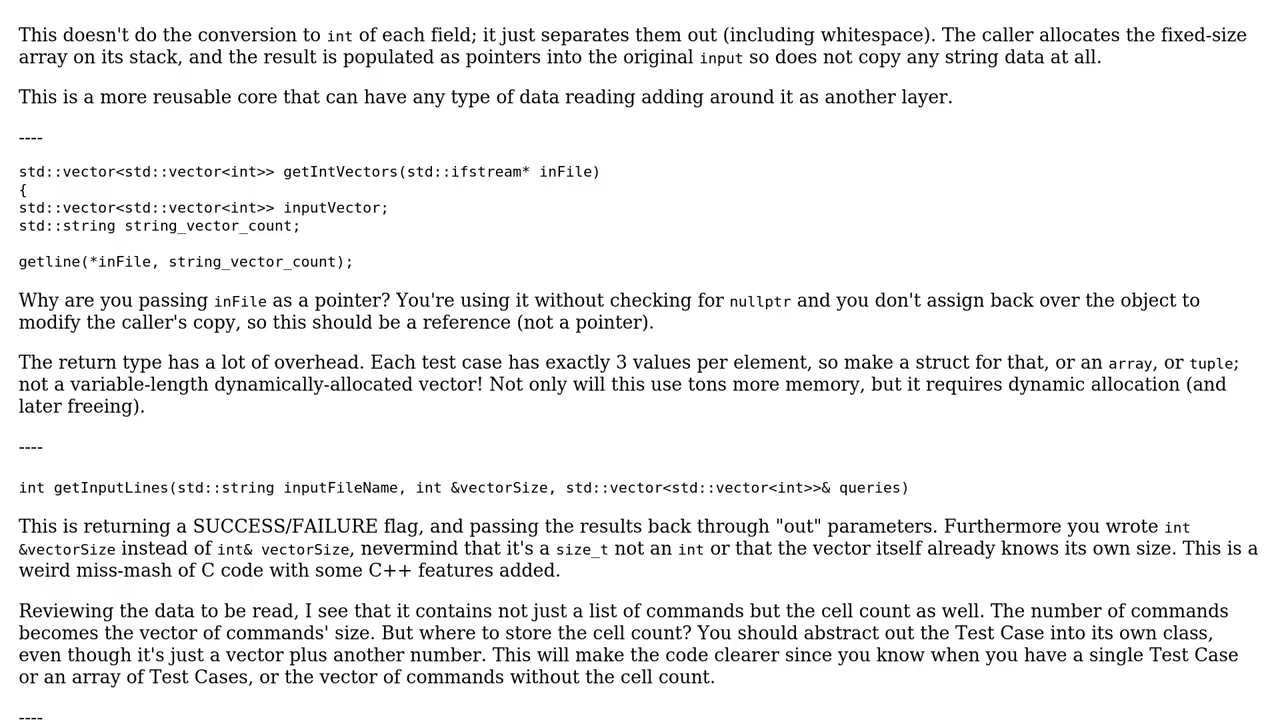 This doesn't do the conversion to int of each field; it just separates them out (including whitespace). The caller allocates the fixed-size
array on its stack, and the result is populated as pointers into the original input so does not copy any string data at all.
This is a more reusable core that can have any type of data reading adding around it as another layer.
----
std::vector<std::vector<int>> getIntVectors(std::ifstream* inFile)
{
std::vector<std::vector<int>> inputVector;
std::string string_vector_count;
getline(*inFile, string_vector_count);
Why are you passing inFile as a pointer? You're using it without checking for nullptr and you don't assign back over the object to
modify the caller's copy, so this should be a reference (not a pointer).
The return type has a lot of overhead. Each test case has exactly 3 values per element, so make a struct for that, or an array, or tuple;
not a variable-length dynamically-allocated vector! Not only will this use tons more memory, but it requires dynamic allocation (and
later freeing).
----
int getInputLines(std::string inputFileName, int &vectorSize, std::vector<std::vector<int>>& queries)
This is returning a SUCCESS/FAILURE flag, and passing the results back through "out" parameters. Furthermore you wrote int
&vectorSize instead of int& vectorSize, nevermind that it's a size_t not an int or that the vector itself already knows its own size. This is a
weird miss-mash of C code with some C++ features added.
Reviewing the data to be read, I see that it contains not just a list of commands but the cell count as well. The number of commands
becomes the vector of commands' size. But where to store the cell count? You should abstract out the Test Case into its own class,
even though it's just a vector plus another number. This will make the code clearer since you know when you have a single Test Case
or an array of Test Cases, or the vector of commands without the cell count.
----